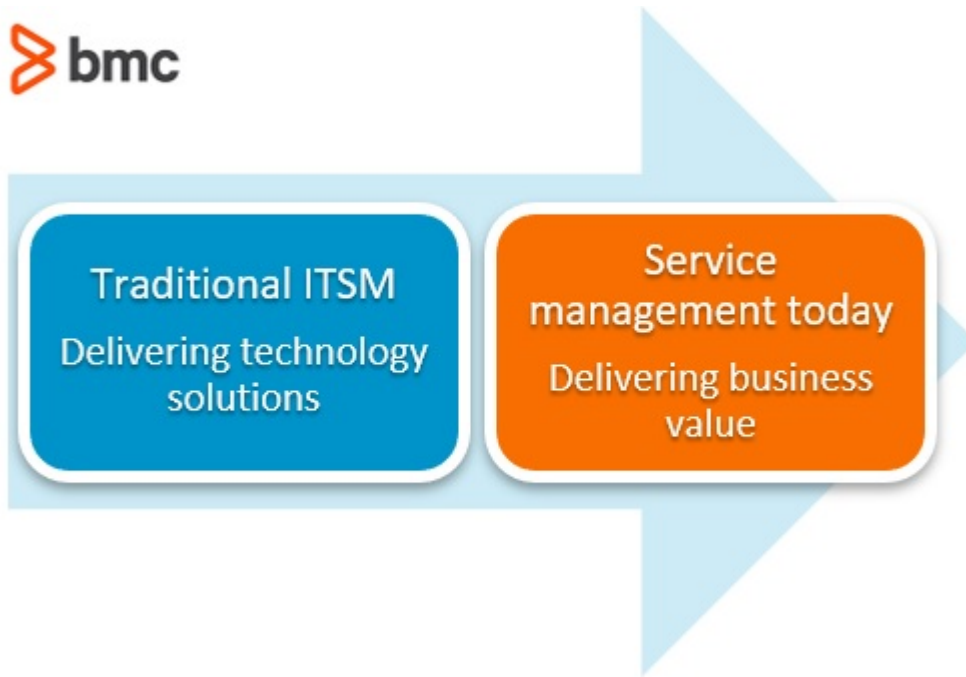 bmc
Traditional ITSM
Delivering technology
solutions
Service
management today
Delivering business
value